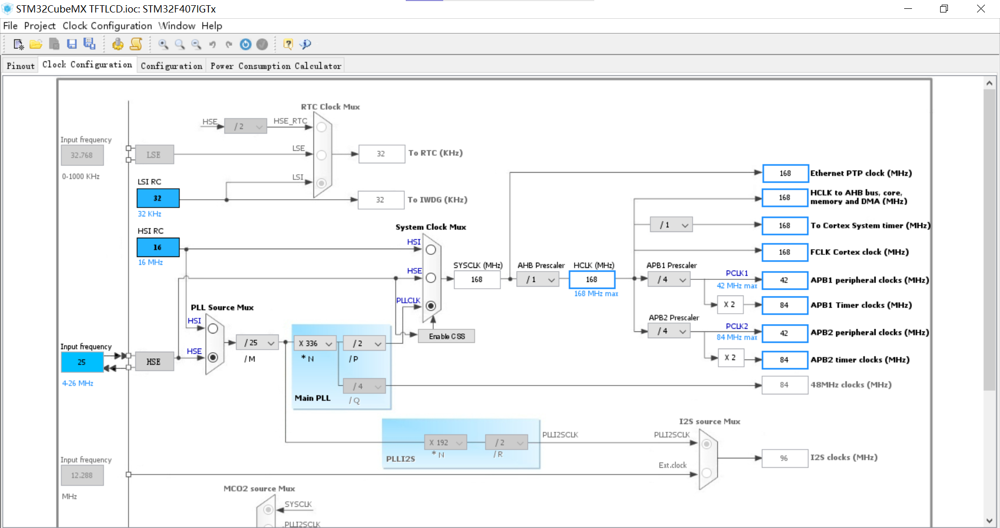 STM32CubeMX TFTLCD.ioc: STM32F407IGTx
File Project Clock Configuration Window Help
Pinout Clock Configuration Configuration Power Consumption Calculator
RTC Clock Mux
HSE / 2 HSE_RTC
Input frequency
32.768 LSE LSE 32 To RTC (KHz)
0-1000 KHz
LSI RC LSI
32 32 To IWDG (KHz)
32 KHz
168 Ethernet PTP clock (MHz)
168 HCLK to AHB bus, core,
memory and DMA (MHz)
/ 1 168 To Cortex System timer (MHz)
HSI RC System Clock Mux
16 HSI
16 MHz
168 FCLK Cortex clock (MHz)
HSE SYSCLK (MHz) AHB Prescaler HCLK (MHz) APB1 Prescaler
168 / 1 168 / 4 PCLK1 42 APB1 peripheral clocks (MHz)
168 MHz max 42 MHz max
PLLCLK X 2 84 APB1 Timer clocks (MHz)
PLL Source Mux
HSI APB2 Prescaler
/ 4 PCLK2 42 APB2 peripheral clocks (MHz)
Enable CSS 84 MHz max
Input frequency / 25 X 336 / 2
25 HSE HSE / M * N / P X 2 84 APB2 timer clocks (MHz)
4-26 MHz
/ 4 84 48MHz clocks (MHz)
Main PLL / Q
I2S source Mux
X 192 / 2 PLLI2SCLK PLLI2SCLK
PLLI2S * N / R
96 I2S clocks (MHz)
Input frequency Ext.clock
12.288
MHz
MCO2 source Mux
SYSCLK
PLLI2SCLK